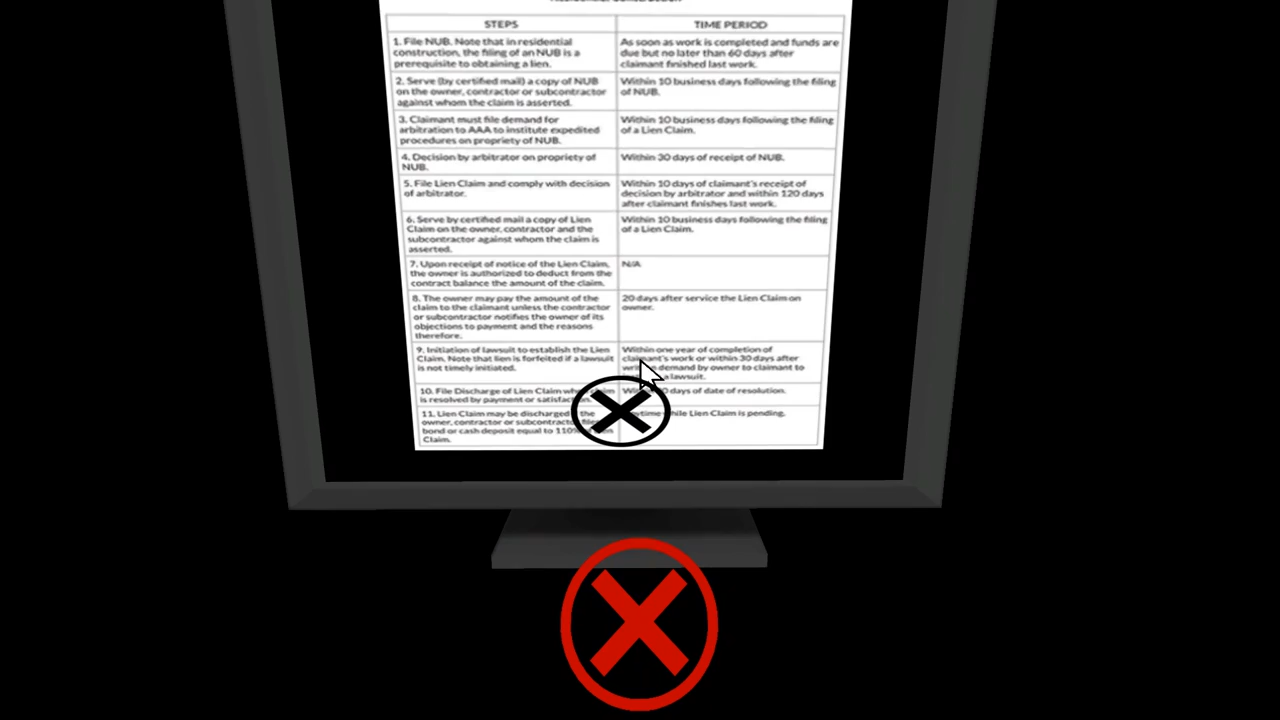 STEPS
TIME PERIOD
1. File NUB. Note that in residential
construction, the filing of an NUB is a
prerequisite to obtaining a lien.
As soon as work is completed and funds are
due but no later than 60 days after
claimant finished last work.
2. Serve (by certified mail) a copy of NUB
on the owner, contractor or subcontractor
against whom the claim is asserted.
Within 10 business days following the filing
of NUB.
3. Claimant must file demand for
arbitration to AAA to institute expedited
procedures on propriety of NUB.
Within 10 business days following the filing
of a Lien Claim.
4. Decision by arbitrator on propriety of
NUB.
Within 30 days of receipt of NUB.
5. File Lien Claim and comply with decision
of arbitrator.
Within 10 days of claimant's receipt of
decision by arbitrator and within 120 days
after claimant finishes last work.
6. Serve by certified mail a copy of Lien
Claim on the owner, contractor and the
subcontractor against whom the claim is
asserted.
Within 10 business days following the filing
of a Lien Claim.
7. Upon receipt of notice of the Lien Claim,
the owner is authorized to deduct from the
contract balance the amount of the claim.
N/A
8. The owner may pay the amount of the
claim to the claimant unless the contractor
or subcontractor notifies the owner of its
objections to payment and the reasons
therefore.
20 days after service the Lien Claim on
owner.
9. Initiation of lawsuit to establish the Lien
Claim. Note that lien is forfeited if a lawsuit
is not timely initiated.
Within one year of completion of
claimant's work or within 30 days after
demand by owner to claimant to
a lawsuit.
10. File Discharge of Lien Claim
is resolved by payment or
days of date of resolution.
11. Lien Claim may be discharged the
owner, contractor or subcontractor
bond or cash deposit equal to
Claim.
while Lien Claim is pending.